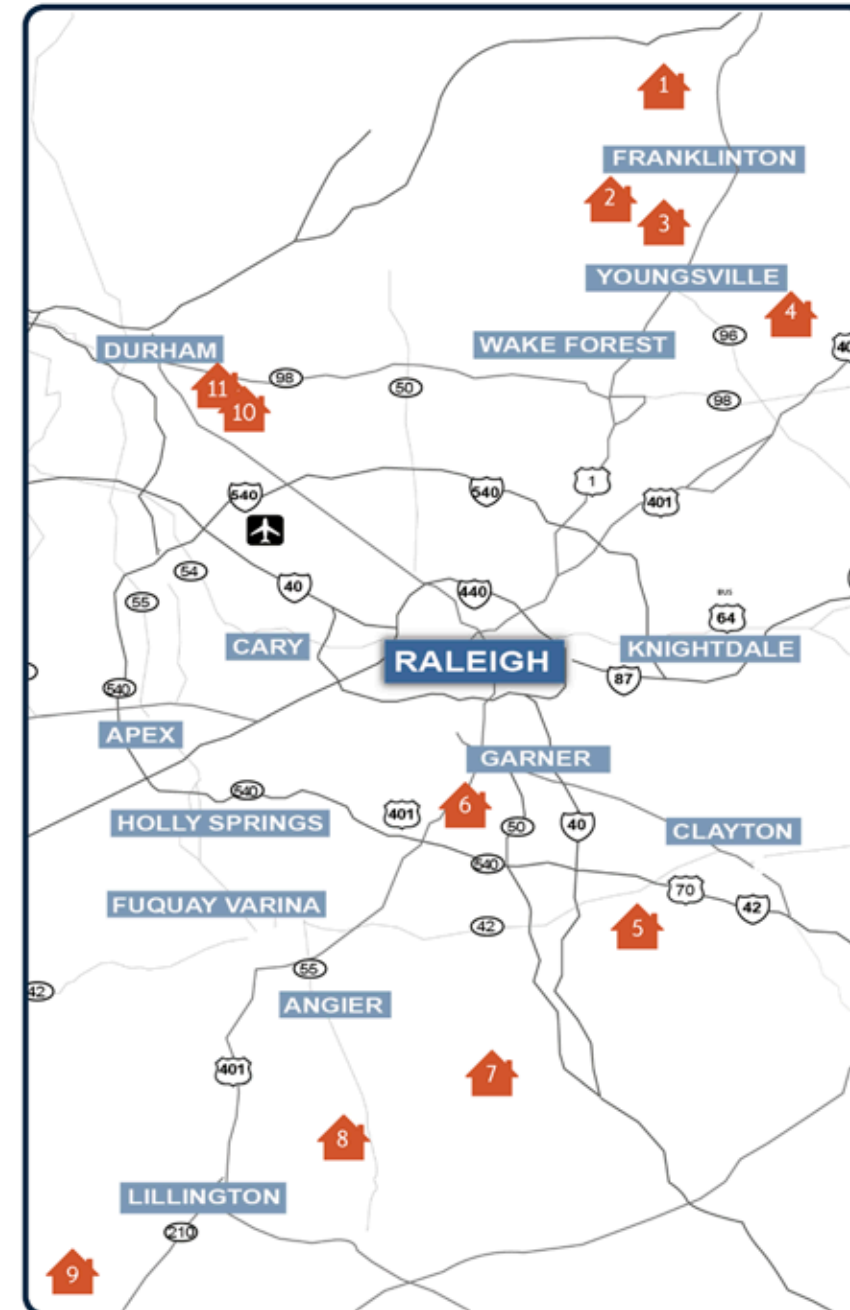 1
FRANKLINTON
2
3
YOUNGSVILLE
4
96
WAKE FOREST
DURHAM
98
50
98
11
10
1
540
540
401
54
40
440
55
BUS
64
CARY
RALEIGH
KNIGHTDALE
87
540
APEX
GARNER
540
6
401
50
40
HOLLY SPRINGS
CLAYTON
540
70
FUQUAY VARINA
42
42
5
55
42
ANGIER
401
7
8
LILLINGTON
210
9